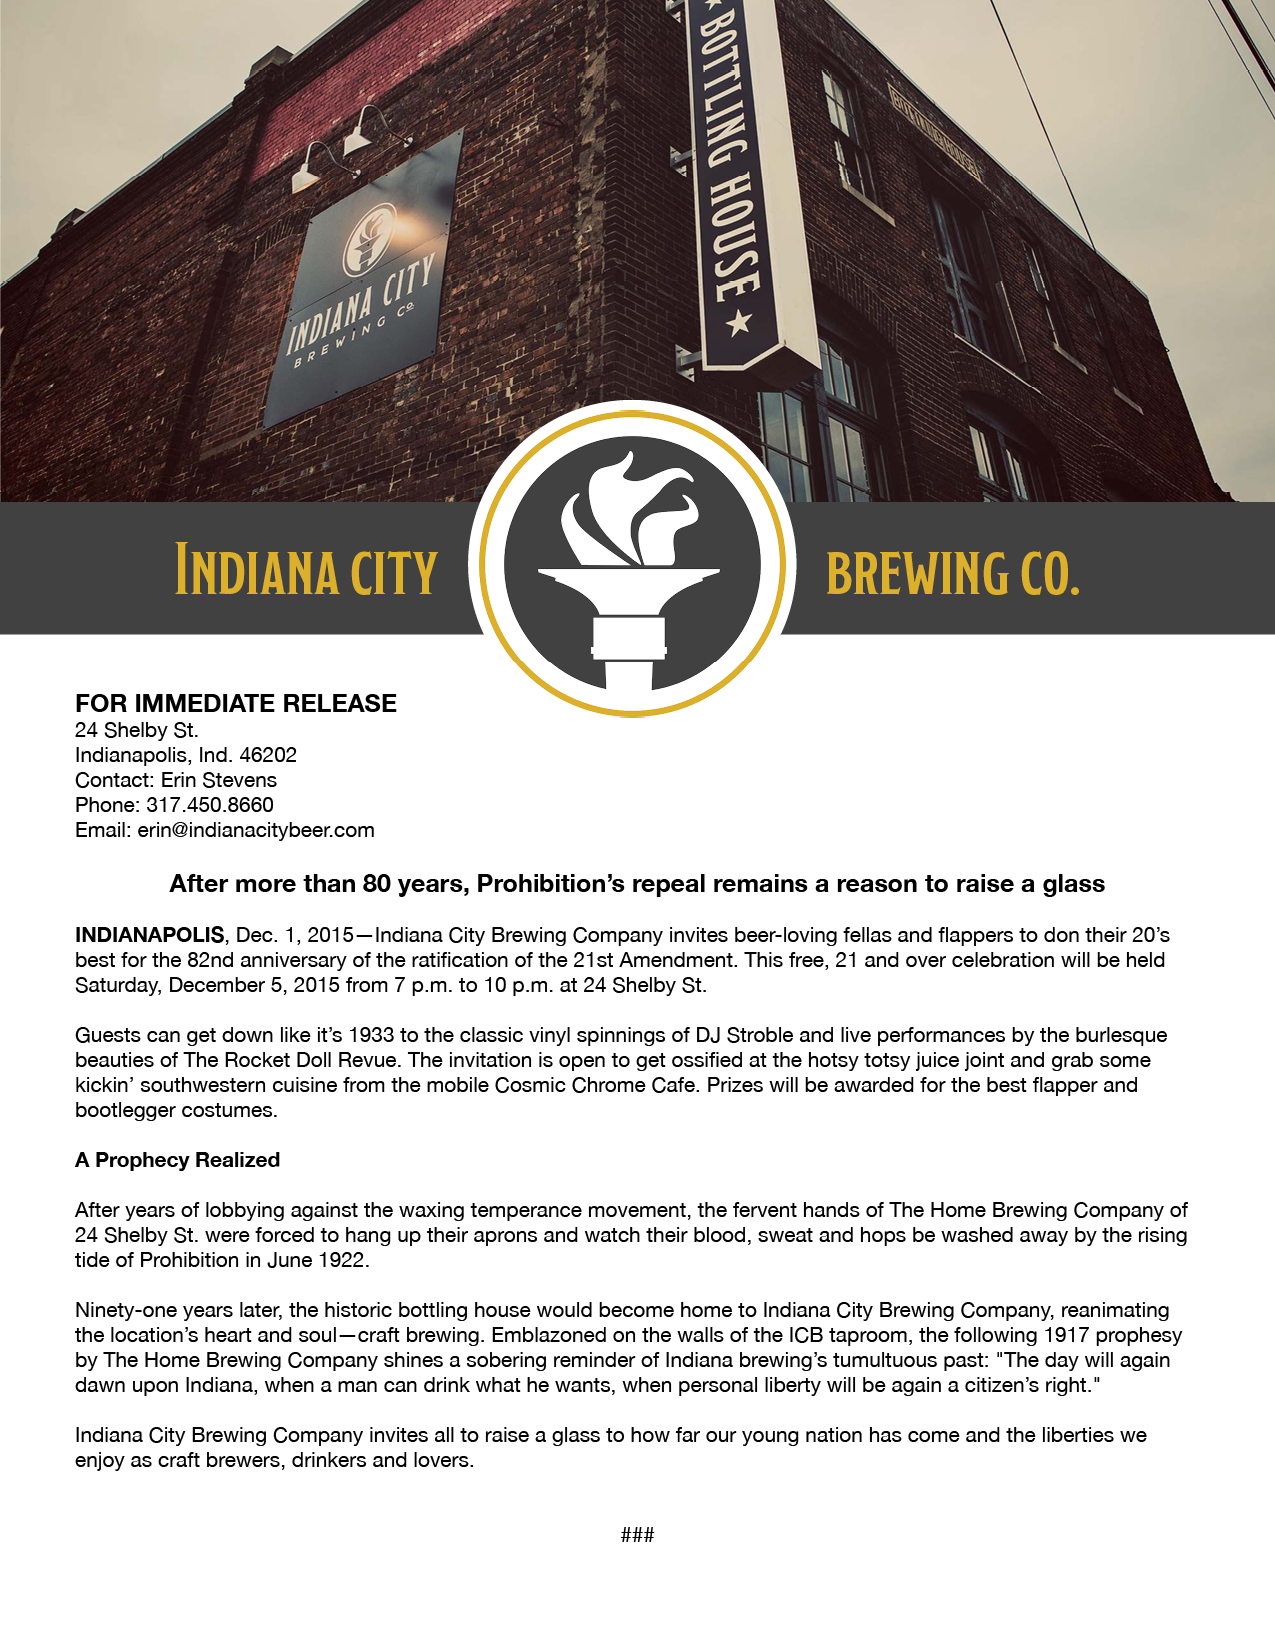 ★ BOTTLING HOUSE ★
BOTTLING HOUSE
INDIANA CITY
BREWING CO.
INDIANA CITY BREWING CO.
FOR IMMEDIATE RELEASE
24 Shelby St.
Indianapolis, Ind. 46202
Contact: Erin Stevens
Phone: 317.450.8660
Email: erin@indianacitybeer.com
After more than 80 years, Prohibition’s repeal remains a reason to raise a glass
INDIANAPOLIS, Dec. 1, 2015—Indiana City Brewing Company invites beer-loving fellas and flappers to don their 20’s
best for the 82nd anniversary of the ratification of the 21st Amendment. This free, 21 and over celebration will be held
Saturday, December 5, 2015 from 7 p.m. to 10 p.m. at 24 Shelby St.
Guests can get down like it’s 1933 to the classic vinyl spinnings of DJ Stroble and live performances by the burlesque
beauties of The Rocket Doll Revue. The invitation is open to get ossified at the hotsy totsy juice joint and grab some
kickin’ southwestern cuisine from the mobile Cosmic Chrome Cafe. Prizes will be awarded for the best flapper and
bootlegger costumes.
A Prophecy Realized
After years of lobbying against the waxing temperance movement, the fervent hands of The Home Brewing Company of
24 Shelby St. were forced to hang up their aprons and watch their blood, sweat and hops be washed away by the rising
tide of Prohibition in June 1922.
Ninety-one years later, the historic bottling house would become home to Indiana City Brewing Company, reanimating
the location’s heart and soul—craft brewing. Emblazoned on the walls of the ICB taproom, the following 1917 prophesy
by The Home Brewing Company shines a sobering reminder of Indiana brewing’s tumultuous past: "The day will again
dawn upon Indiana, when a man can drink what he wants, when personal liberty will be again a citizen’s right."
Indiana City Brewing Company invites all to raise a glass to how far our young nation has come and the liberties we
enjoy as craft brewers, drinkers and lovers.
###